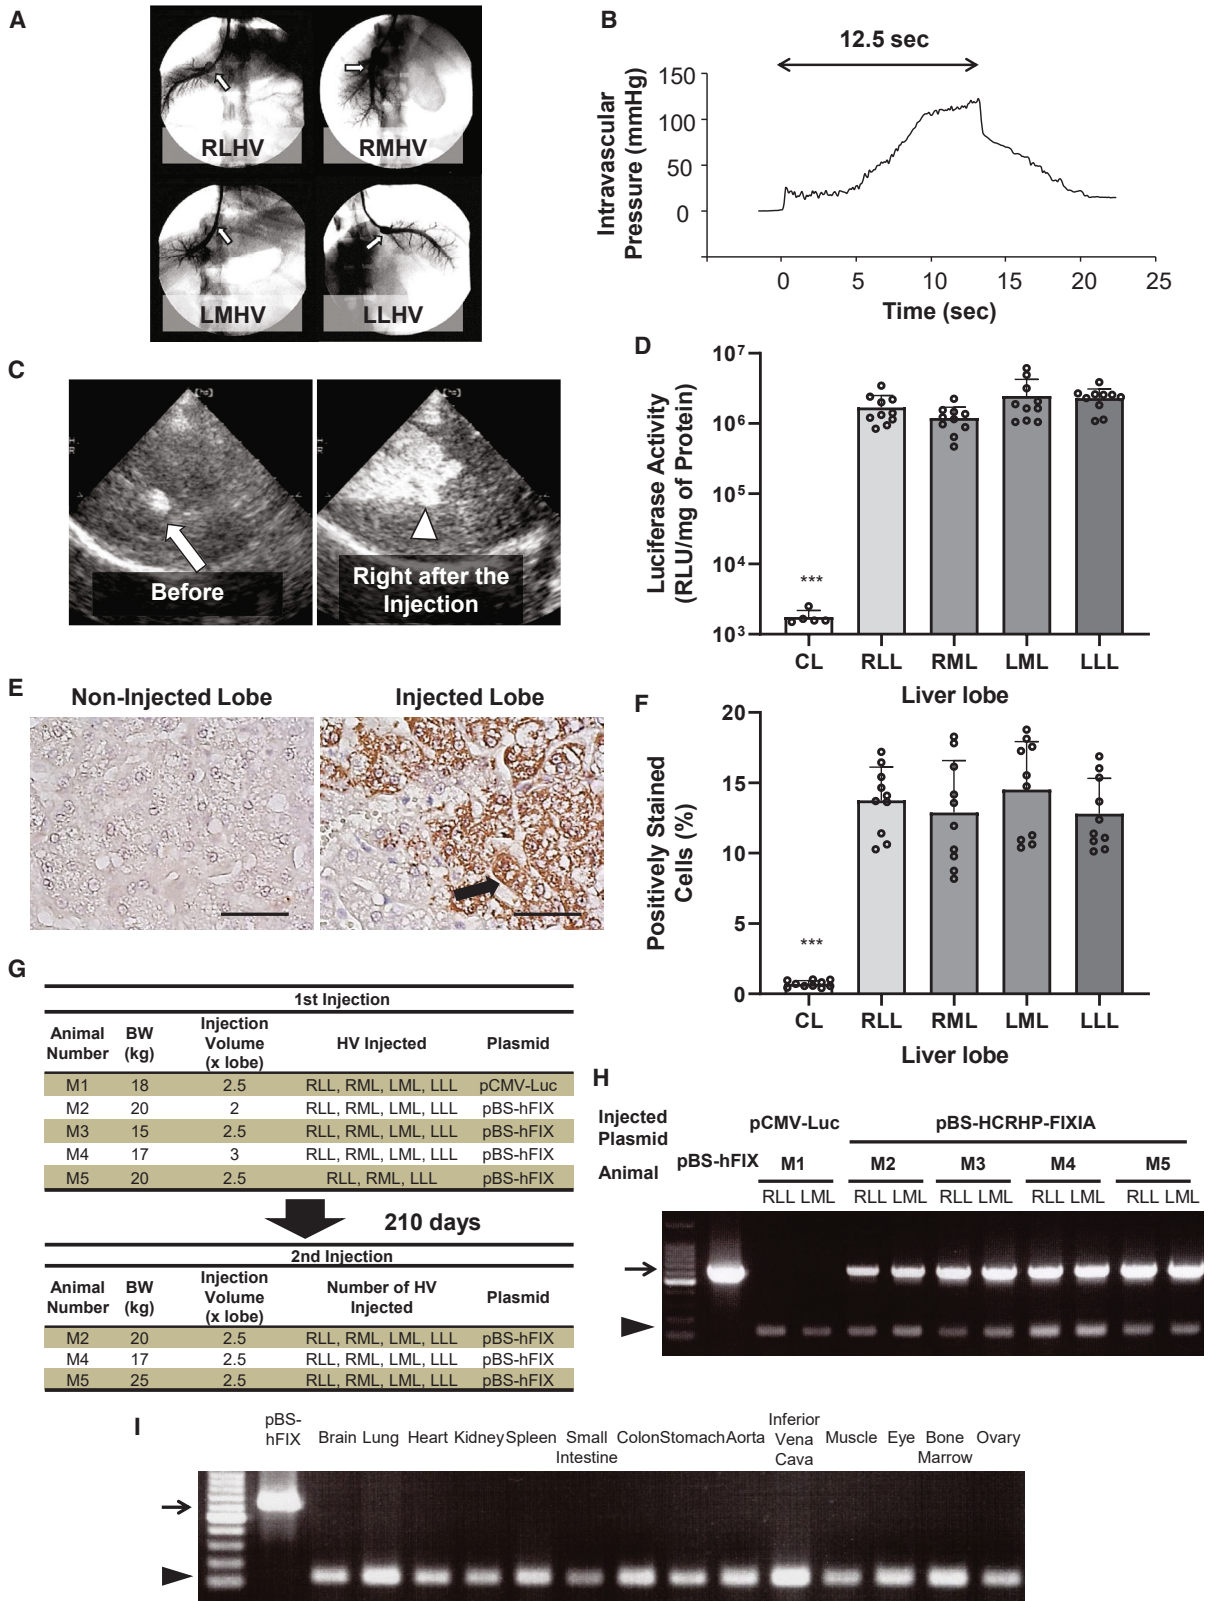 A
RLHV
RMHV
LMHV
LLHV
B
12.5 sec
Intravascular
Pressure (mmHg)
150
100
50
0
0 5 10 15 20 25
Time (sec)
C
Before
Right after the
Injection
D
Luciferase Activity
(RLU/mg of Protein)
10⁷
10⁶
10⁵
10⁴
10³
***
CL RLL RML LML LLL
Liver lobe
E
Non-Injected Lobe
Injected Lobe
F
Positively Stained
Cells (%)
20
15
10
5
0
***
CL RLL RML LML LLL
Liver lobe
G
1st Injection
Animal Number BW (kg) Injection Volume (x lobe) HV Injected Plasmid
M1 18 2.5 RLL, RML, LML, LLL pCMV-Luc
M2 20 2 RLL, RML, LML, LLL pBS-hFIX
M3 15 2.5 RLL, RML, LML, LLL pBS-hFIX
M4 17 3 RLL, RML, LML, LLL pBS-hFIX
M5 20 2.5 RLL, RML, LLL pBS-hFIX
210 days
2nd Injection
Animal Number BW (kg) Injection Volume (x lobe) Number of HV Injected Plasmid
M2 20 2.5 RLL, RML, LML, LLL pBS-hFIX
M4 17 2.5 RLL, RML, LML, LLL pBS-hFIX
M5 25 2.5 RLL, RML, LML, LLL pBS-hFIX
H
Injected
Plasmid
pCMV-Luc pBS-HCRHP-FIXIA
Animal
pBS-hFIX M1 M2 M3 M4 M5
RLL LML RLL LML RLL LML RLL LML RLL LML
I
pBS-
hFIX
Brain Lung Heart Kidney Spleen Small Intestine Colon Stomach Aorta Inferior Vena Cava Muscle Eye Bone Marrow Ovary